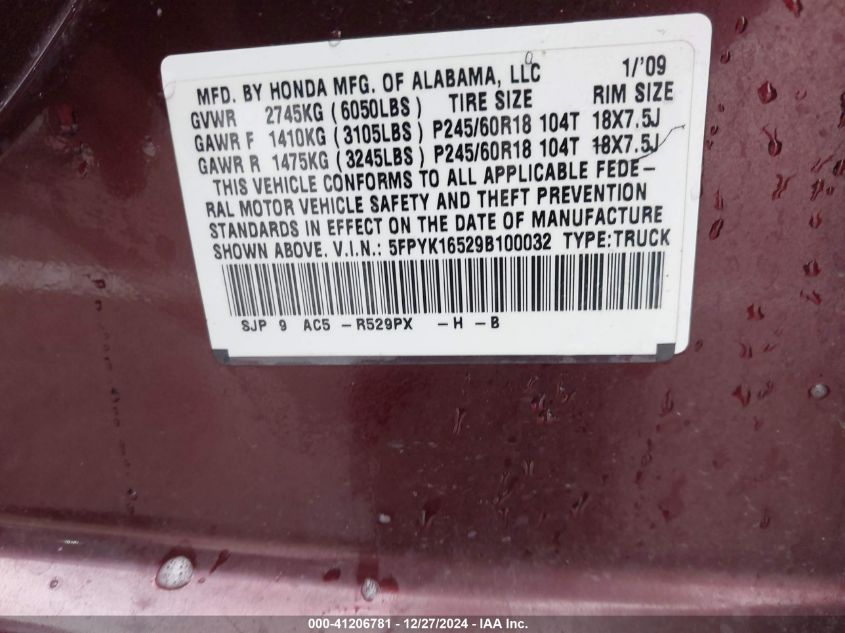 MFD. BY HONDA MFG. OF ALABAMA, LLC 1/'09
GVWR 2745KG (6050LBS) TIRE SIZE RIM SIZE
GAWR F 1410KG (3105LBS) P245/60R18 104T 18X7.5J
GAWR R 1475KG (3245LBS) P245/60R18 104T 18X7.5J
THIS VEHICLE CONFORMS TO ALL APPLICABLE FEDE-
RAL MOTOR VEHICLE SAFETY AND THEFT PREVENTION
STANDARDS IN EFFECT ON THE DATE OF MANUFACTURE
SHOWN ABOVE. V.I.N.: 5FPYK16529B100032 TYPE:TRUCK
SJP 9 AC5 -R529PX -H -B
000-41206781 - 12/27/2024 - IAA Inc.